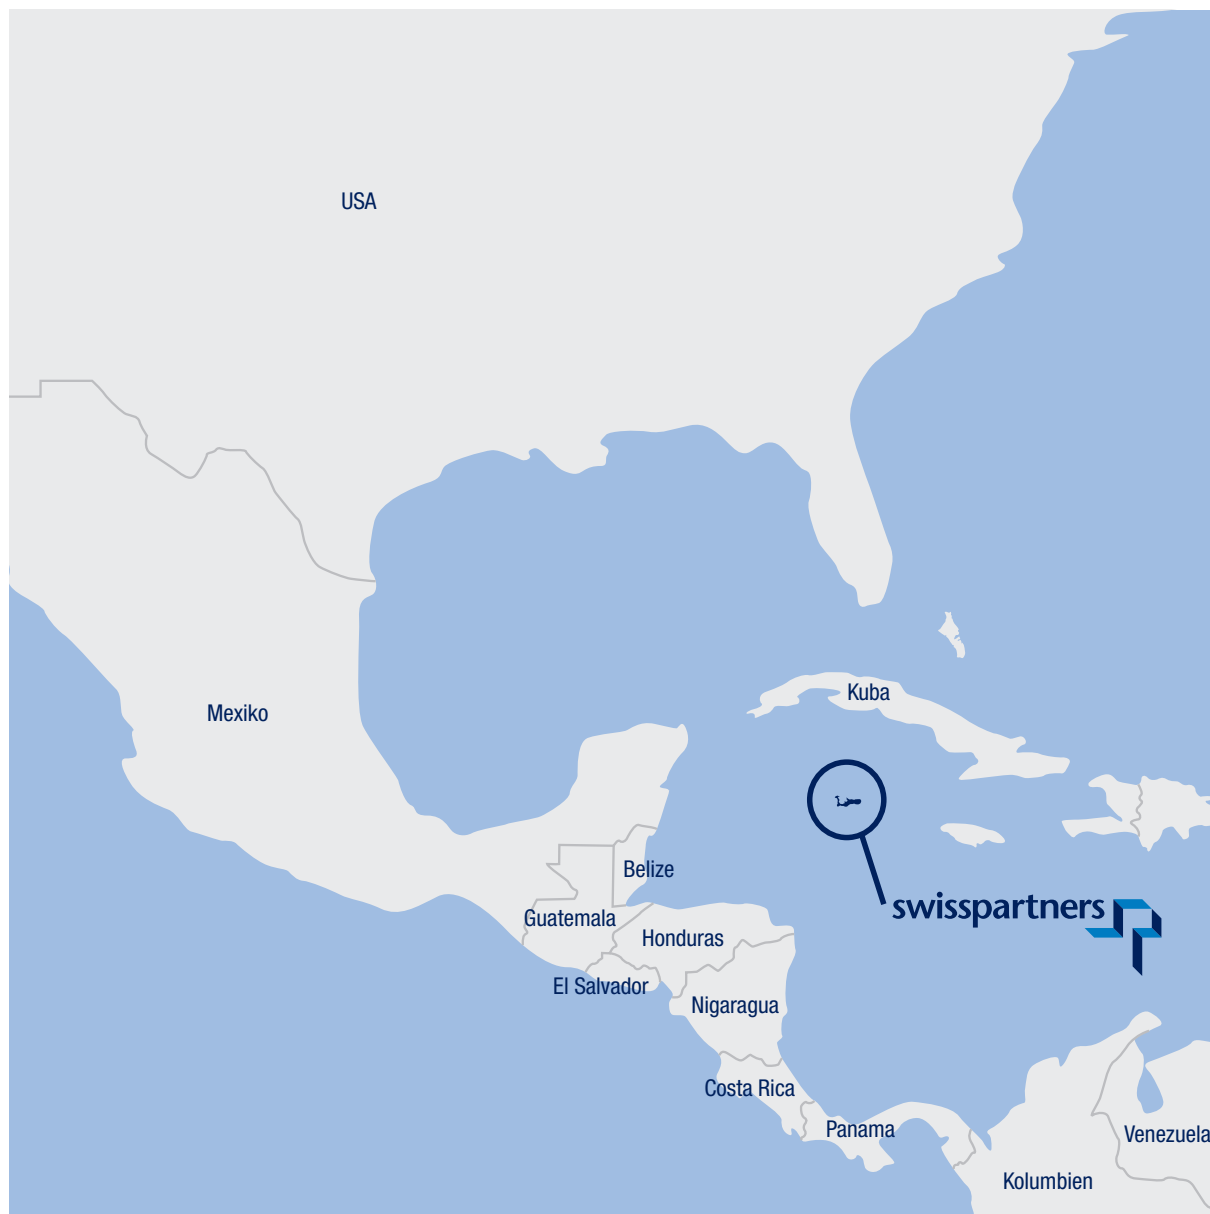 USA
Kuba
Mexiko
Belize
swisspartners
Guatemala
Honduras
El Salvador
Nigaragua
Costa Rica
Panama
Venezuela
Kolumbien